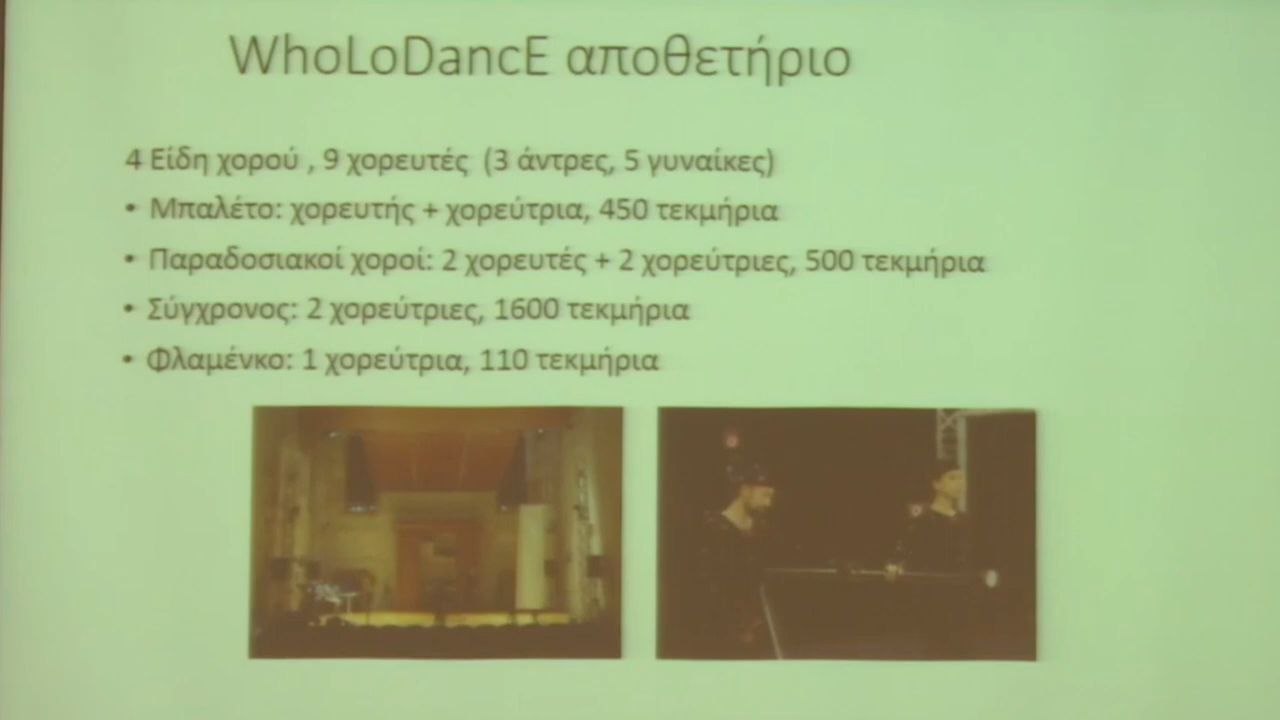 WhoLoDancE αποθετήριο
4 Είδη χορού , 9 χορευτές (3 άντρες, 5 γυναίκες)
• Μπαλέτο: χορευτής + χορεύτρια, 450 τεκμήρια
• Παραδοσιακοί χοροί: 2 χορευτές + 2 χορεύτριες, 500 τεκμήρια
• Σύγχρονος: 2 χορεύτριες, 1600 τεκμήρια
• Φλαμένκο: 1 χορεύτρια, 110 τεκμήρια